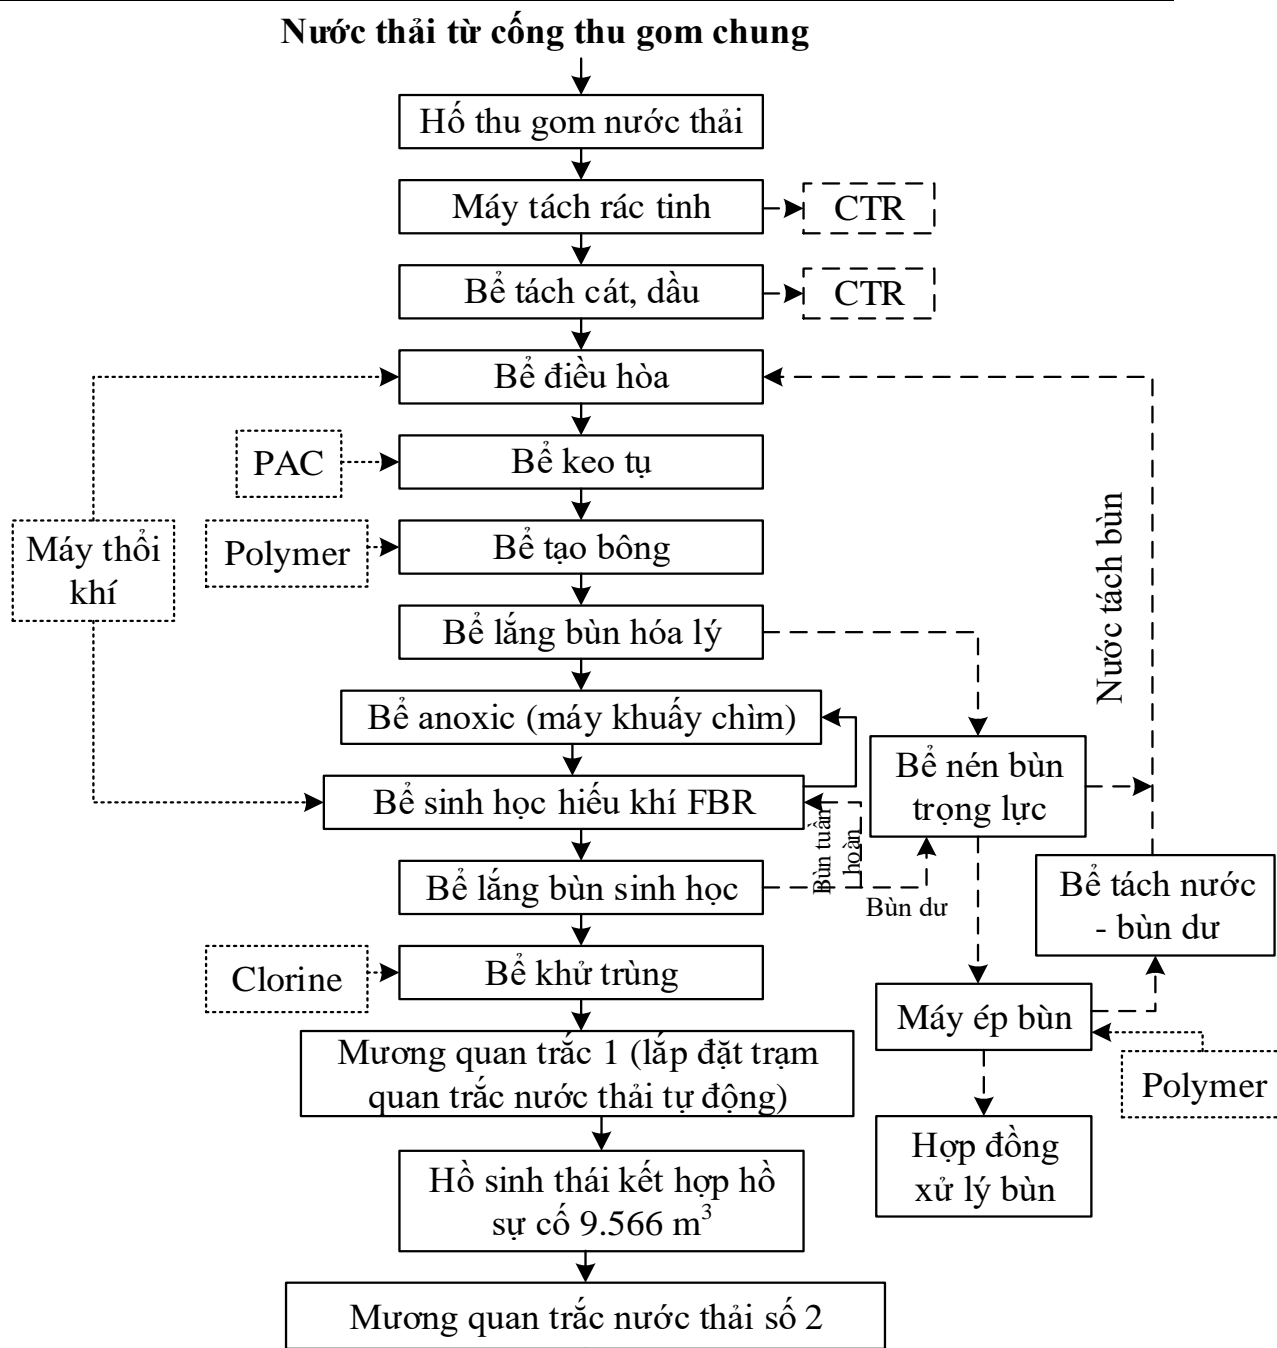 Nước thải từ cống thu gom chung
Hố thu gom nước thải
Máy tách rác tinh
CTR
Bể tách cát, dầu
CTR
Bể điều hòa
PAC
Bể keo tụ
Máy thổi
khí
Polymer
Bể tạo bông
Nước tách bùn
Bể lắng bùn hóa lý
Bể anoxic (máy khuấy chìm)
Bể nén bùn
trọng lực
Bể sinh học hiếu khí FBR
Bùn tuần
hoàn
Bể lắng bùn sinh học
Bùn dư
Bể tách nước
- bùn dư
Clorine
Bể khử trùng
Máy ép bùn
Polymer
Mương quan trắc 1 (lắp đặt trạm
quan trắc nước thải tự động)
Hợp đồng
xử lý bùn
Hồ sinh thái kết hợp hồ
sự cố 9.566 m³
Mương quan trắc nước thải số 2